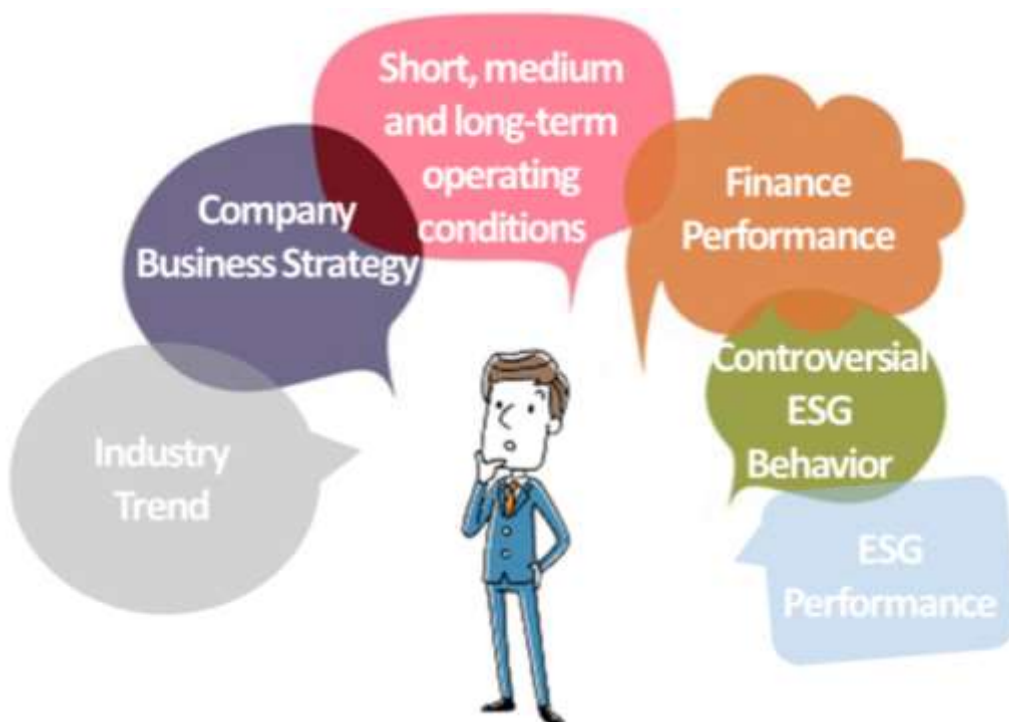 Short, medium
and long-term
operating
conditions
Company
Business Strategy
Finance
Performance
Industry
Trend
Controversial
ESG
Behavior
ESG
Performance